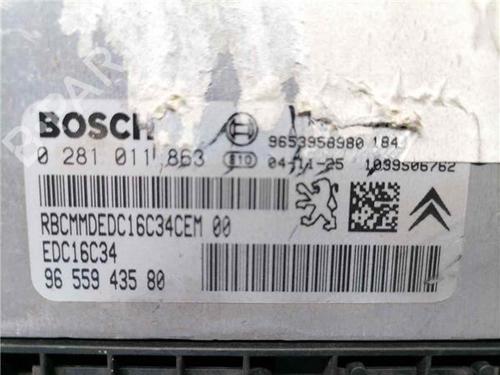 BOSCH
9653958980 184
0 281 011 863
04-11-25 1039S06762
RBCMMDEDC16C34CEM 00
EDC16C34
96 559 435 80